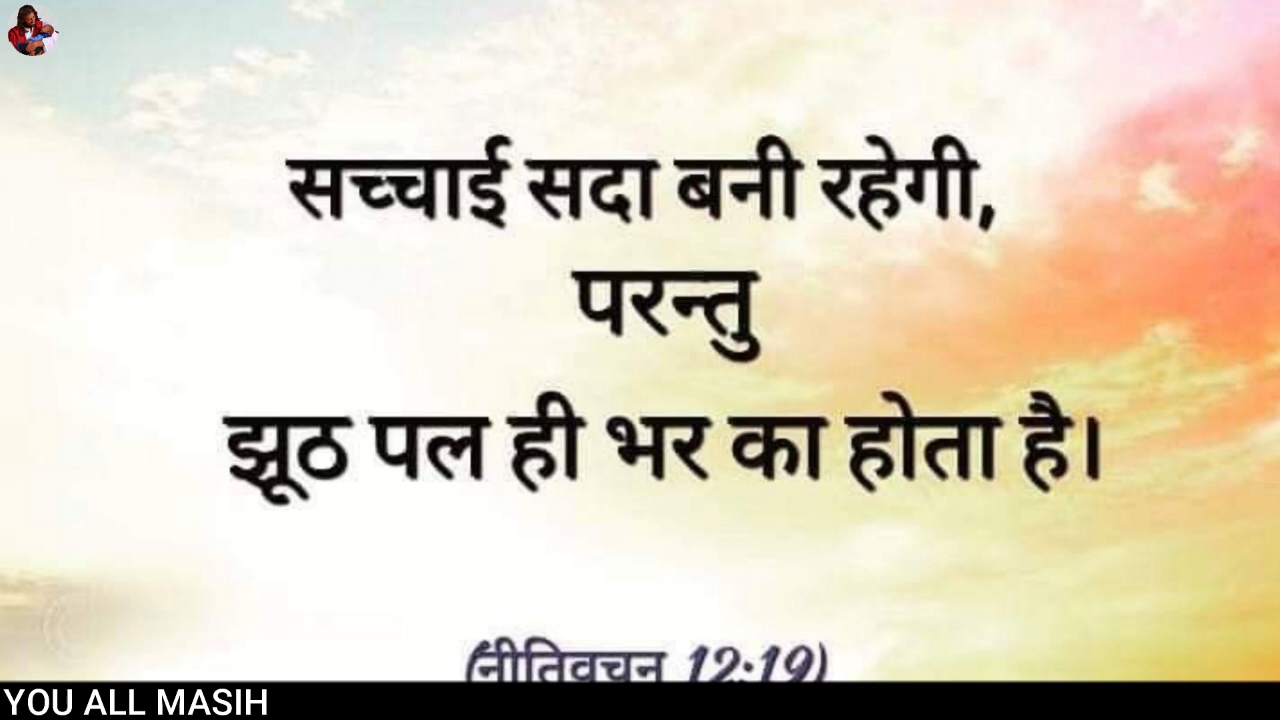 सच्चाई सदा बनी रहेगी,
परन्तु
झूठ पल ही भर का होता है।
(नीतिवचन 12:19)
YOU ALL MASIH